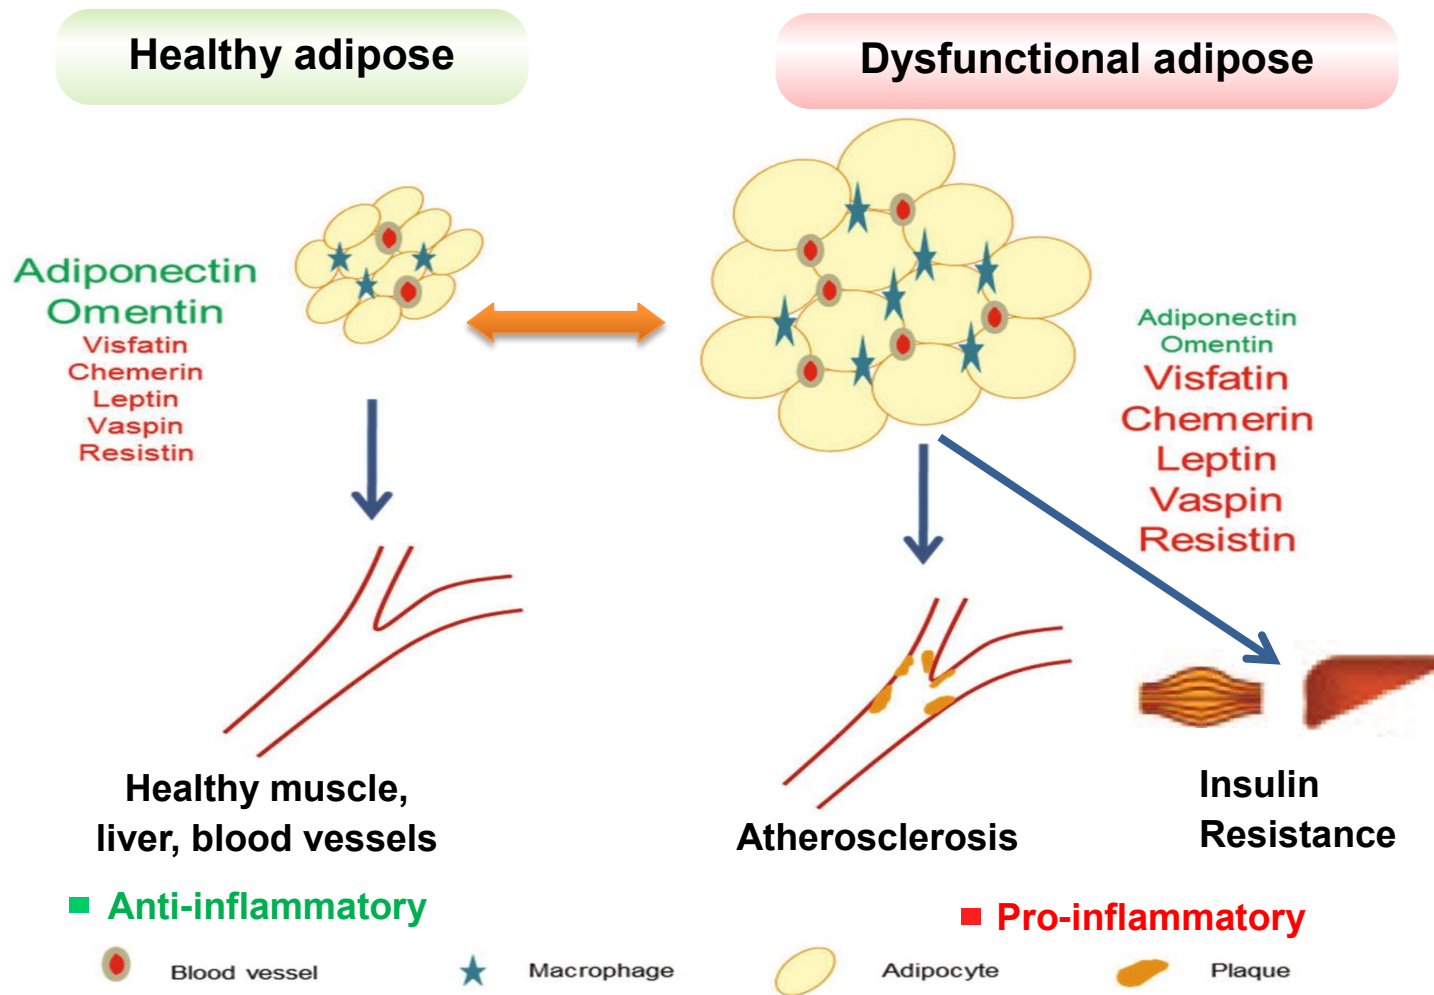 Healthy adipose
Dysfunctional adipose
Adiponectin
Omentin
Visfatin
Chemerin
Leptin
Vaspin
Resistin
Adiponectin
Omentin
Visfatin
Chemerin
Leptin
Vaspin
Resistin
Healthy muscle,
liver, blood vessels
Atherosclerosis
Insulin
Resistance
Anti-inflammatory
Pro-inflammatory
Blood vessel
Macrophage
Adipocyte
Plaque